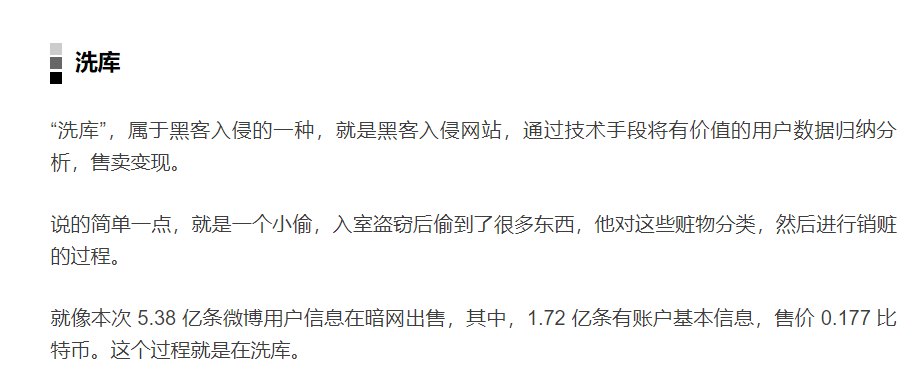 洗库
“洗库”，属于黑客入侵的一种，就是黑客入侵网站，通过技术手段将有价值的用户数据归纳分
析，售卖变现。
说的简单一点，就是一个小偷，入室盗窃后偷到了很多东西，他对这些赃物分类，然后进行销赃
的过程。
就像本次 5.38 亿条微博用户信息在暗网出售，其中，1.72 亿条有账户基本信息，售价 0.177 比
特币。这个过程就是在洗库。